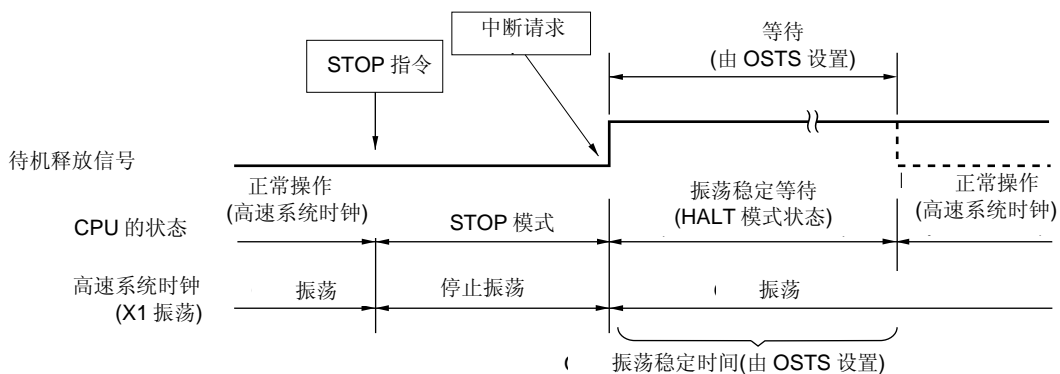 中断请求
STOP 指令
等待
(由 OSTS 设置)
待机释放信号
正常操作
(高速系统时钟)
振荡稳定等待
(HALT 模式状态)
正常操作
(高速系统时钟)
CPU 的状态
STOP 模式
高速系统时钟
(X1 振荡)
振荡
停止振荡
振荡
振荡稳定时间(由 OSTS 设置)